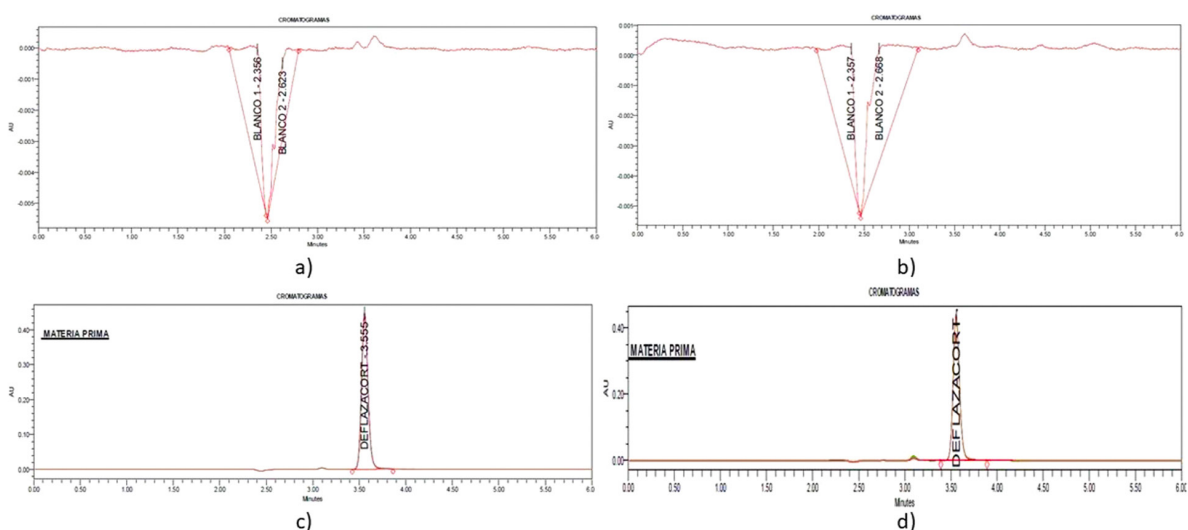 CROMATOGRAMAS
0.000
-0.001
-0.002
-0.003
-0.004
-0.005
AU
BLANCO 1 - 2.356
BLANCO 2 - 2.623
0.00 0.50 1.00 1.50 2.00 2.50 3.00 3.50 4.00 4.50 5.00 5.50 6.0
Minutes
a)
CROMATOGRAMAS
0.001
0.000
-0.001
-0.002
-0.003
-0.004
-0.005
AU
BLANCO 1 - 2.357
BLANCO 2 - 2.668
0.00 0.50 1.00 1.50 2.00 2.50 3.00 3.50 4.00 4.50 5.00 5.50 6.0
Minutes
b)
CROMATOGRAMAS
MATERIA PRIMA
0.40
0.30
0.20
0.10
0.00
AU
DEFLAZACORT - 3.555
0.00 0.50 1.00 1.50 2.00 2.50 3.00 3.50 4.00 4.50 5.00 5.50 6.0
Minutes
c)
CROMATOGRAMAS
MATERIA PRIMA
0.40
0.20
0.00
AU
DEFLAZACORT
0.00 0.50 1.00 1.50 2.00 2.50 3.00 3.50 4.00 4.50 5.00 5.50 6.00
Minutes
d)